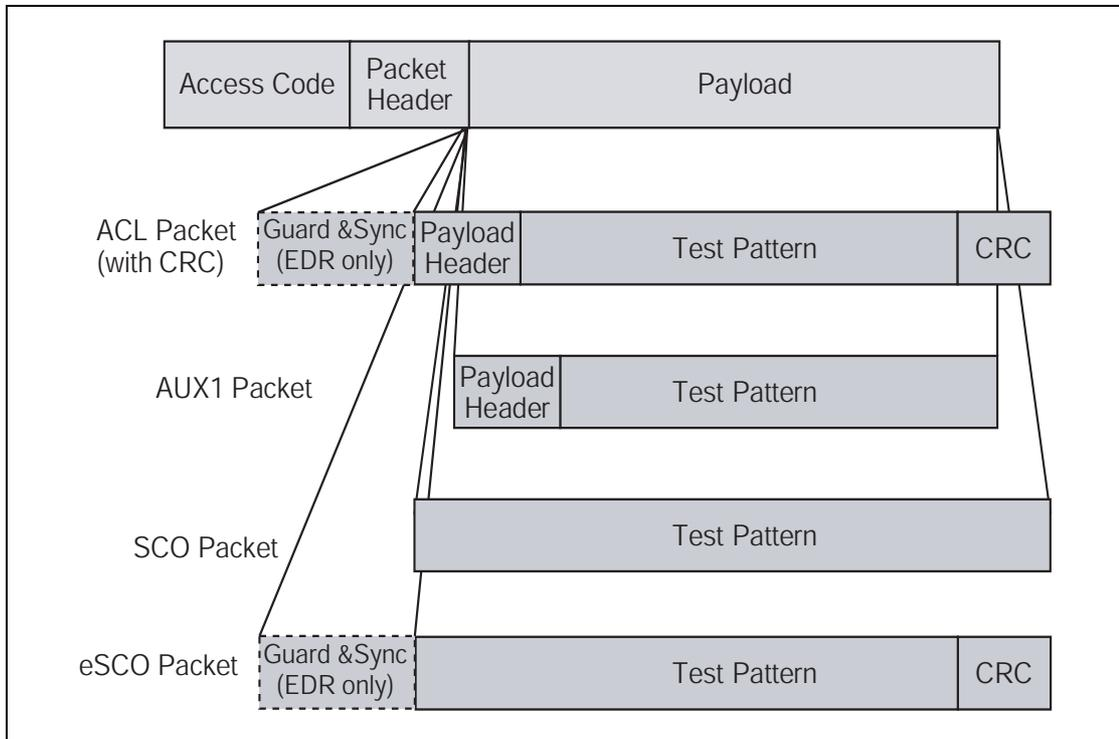 Access Code
Packet
Header
Payload
ACL Packet
(with CRC)
Guard &Sync
(EDR only)
Payload
Header
Test Pattern
CRC
AUX1 Packet
Payload
Header
Test Pattern
SCO Packet
Test Pattern
eSCO Packet
Guard &Sync
(EDR only)
Test Pattern
CRC